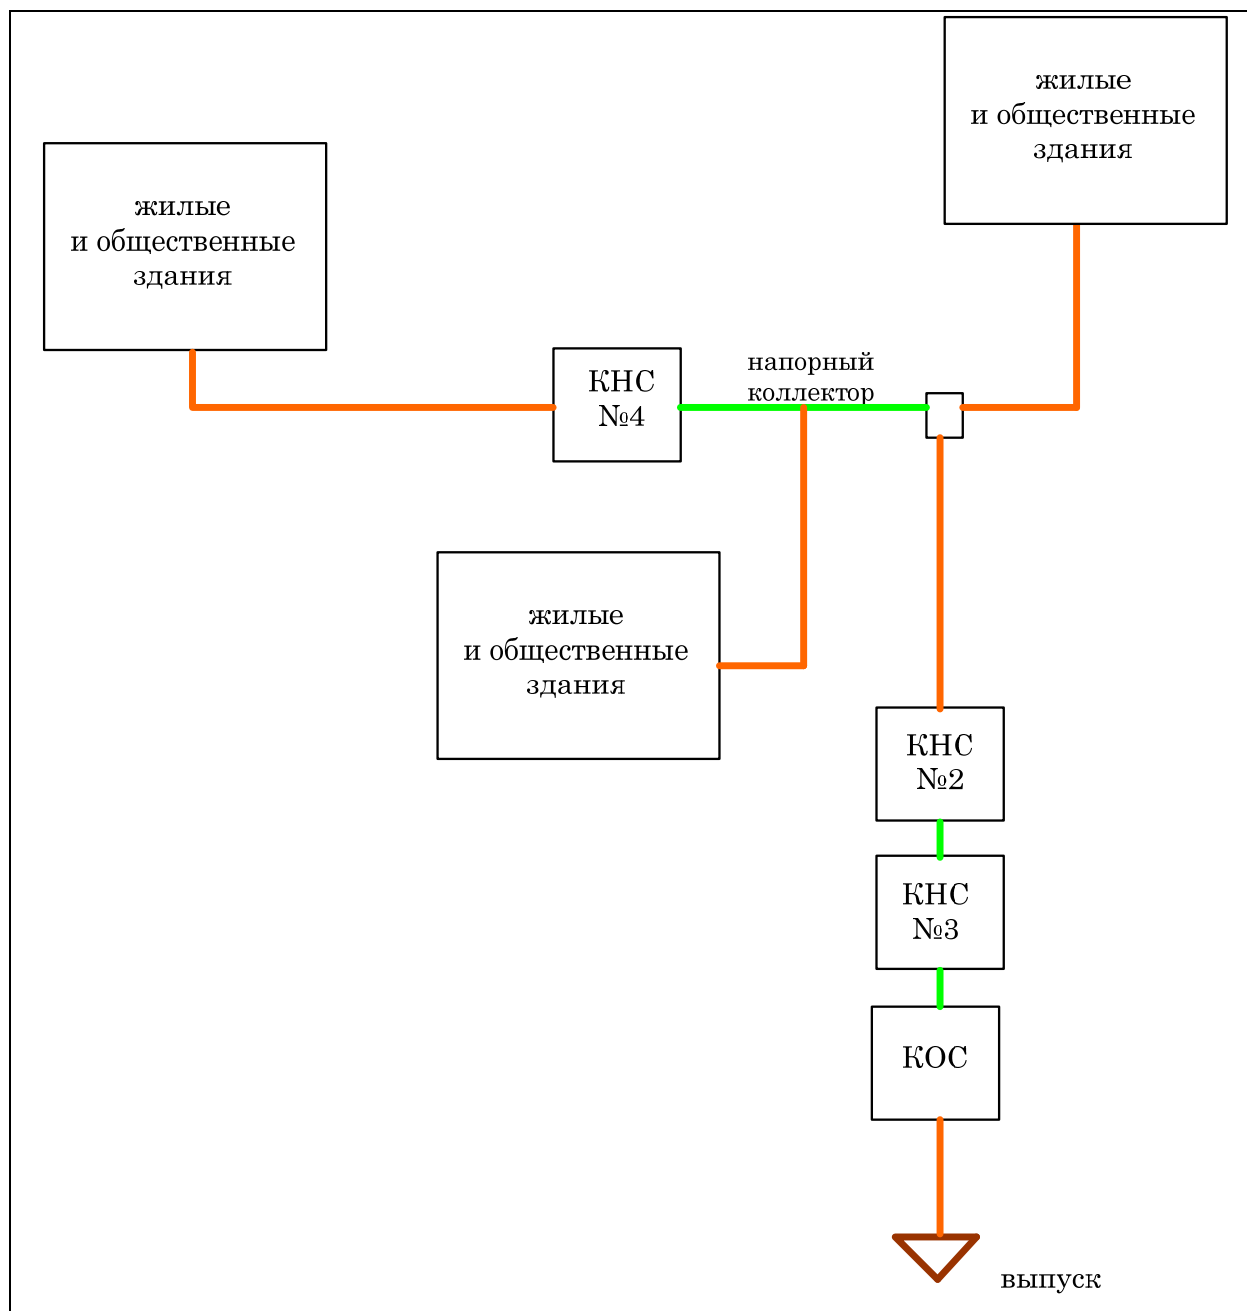 жилые
и общественные
здания
жилые
и общественные
здания
КНС
№4
напорный
коллектор
жилые
и общественные
здания
КНС
№2
КНС
№3
КОС
выпуск